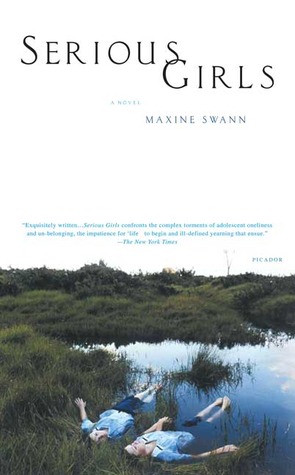 SERIOUS
GIRLS
A NOVEL
MAXINE SWANN
"Exquisitely written...Serious Girls confronts the complex torments of adolescent oneliness
and un-belonging, the impatience for 'life' to begin and ill-defined yearning that ensue."
—The New York Times
PICADOR